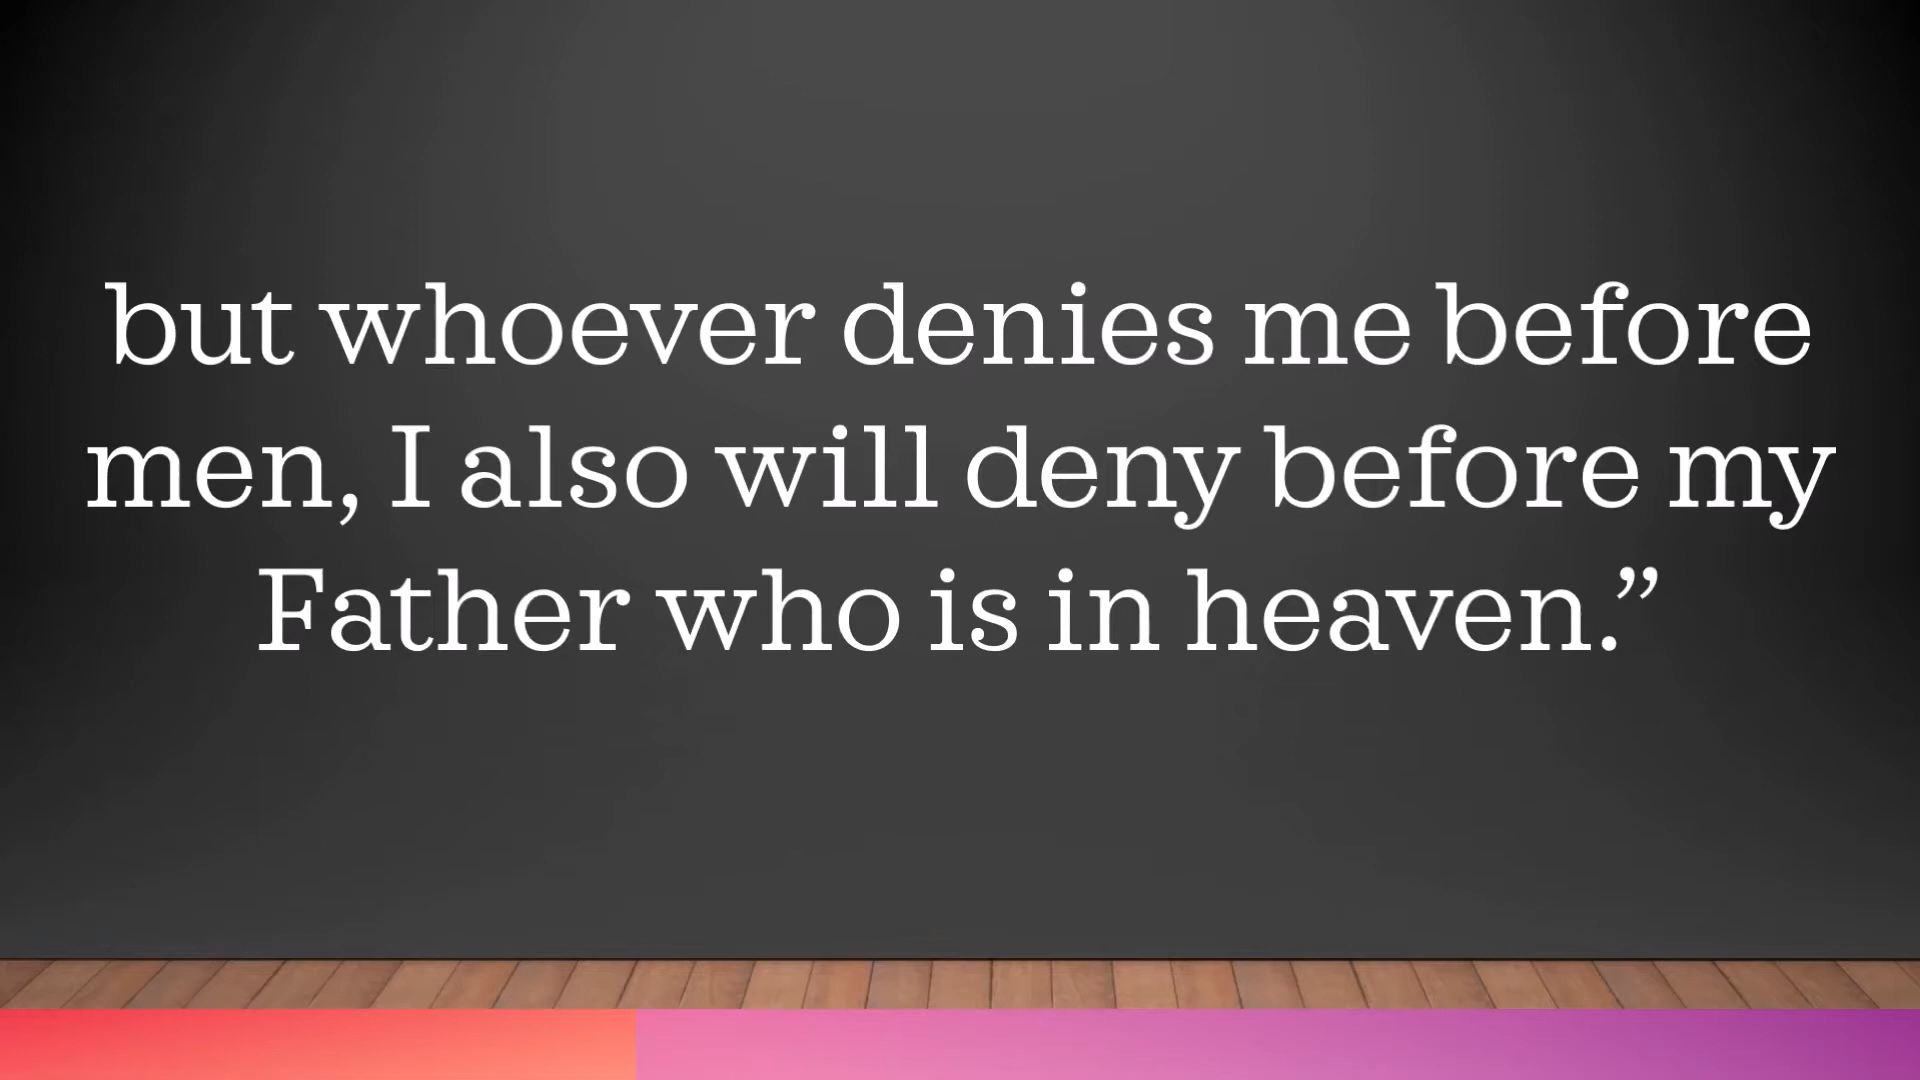 but whoever denies me before
men, I also will deny before my
Father who is in heaven.”